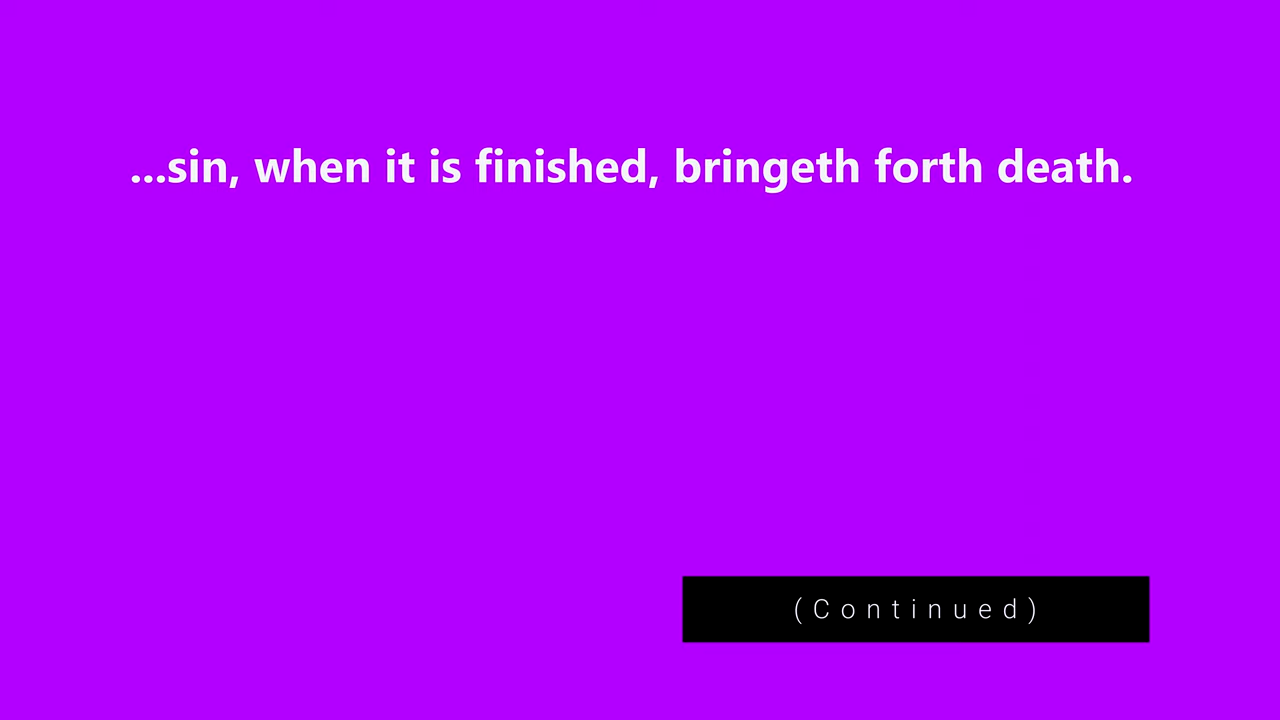 ...sin, when it is finished, bringeth forth death.
(Continued)